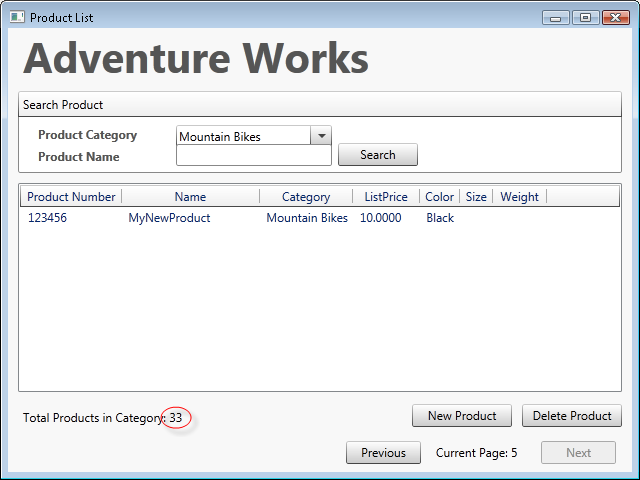 Product List
Adventure Works
Search Product
Product Category Mountain Bikes
Product Name Search
Product Number Name Category ListPrice Color Size Weight
123456 MyNewProduct Mountain Bikes 10.0000 Black
Total Products in Category: 33 New Product Delete Product
Previous Current Page: 5 Next